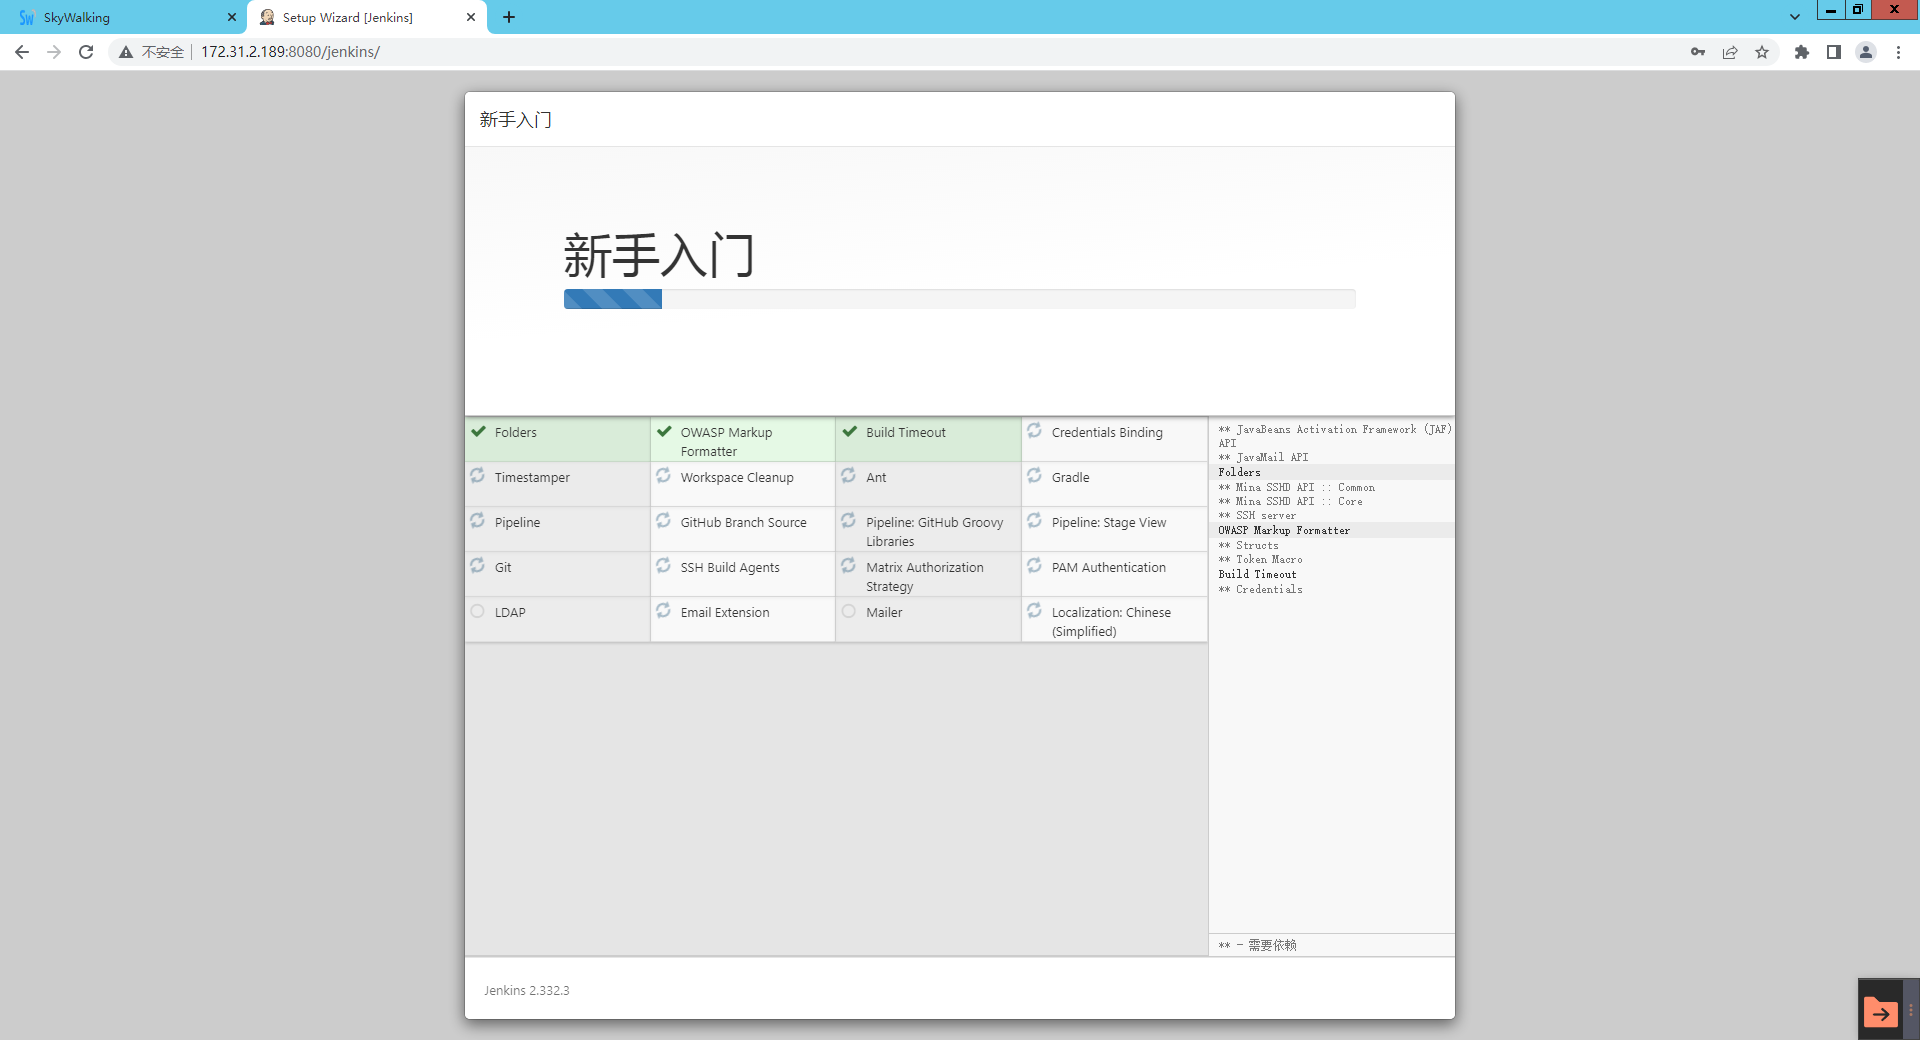 SkyWalking
Setup Wizard [Jenkins]
不安全
172.31.2.189:8080/jenkins/
新手入门
新手入门
Folders
OWASP Markup
Formatter
Build Timeout
Credentials Binding
Timestamper
Workspace Cleanup
Ant
Gradle
Pipeline
GitHub Branch Source
Pipeline: GitHub Groovy
Libraries
Pipeline: Stage View
Git
SSH Build Agents
Matrix Authorization
Strategy
PAM Authentication
LDAP
Email Extension
Mailer
Localization: Chinese
(Simplified)
** JavaBeans Activation Framework (JAF)
API
** JavaMail API
Folders
** Mina SSHD API :: Common
** Mina SSHD API :: Core
** SSH server
OWASP Markup Formatter
** Structs
** Token Macro
Build Timeout
** Credentials
** - 需要依赖
Jenkins 2.332.3